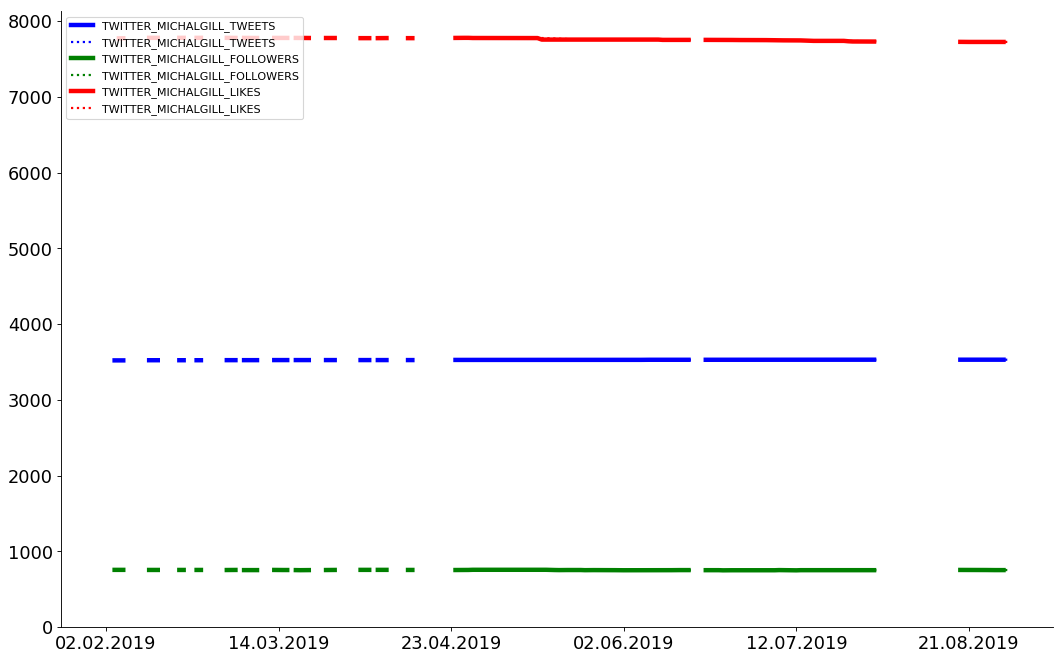 8000
7000
6000
5000
4000
3000
2000
1000
0
TWITTER_MICHALGILL_TWEETS
TWITTER_MICHALGILL_TWEETS
TWITTER_MICHALGILL_FOLLOWERS
TWITTER_MICHALGILL_FOLLOWERS
TWITTER_MICHALGILL_LIKES
TWITTER_MICHALGILL_LIKES
02.02.2019 14.03.2019 23.04.2019 02.06.2019 12.07.2019 21.08.2019